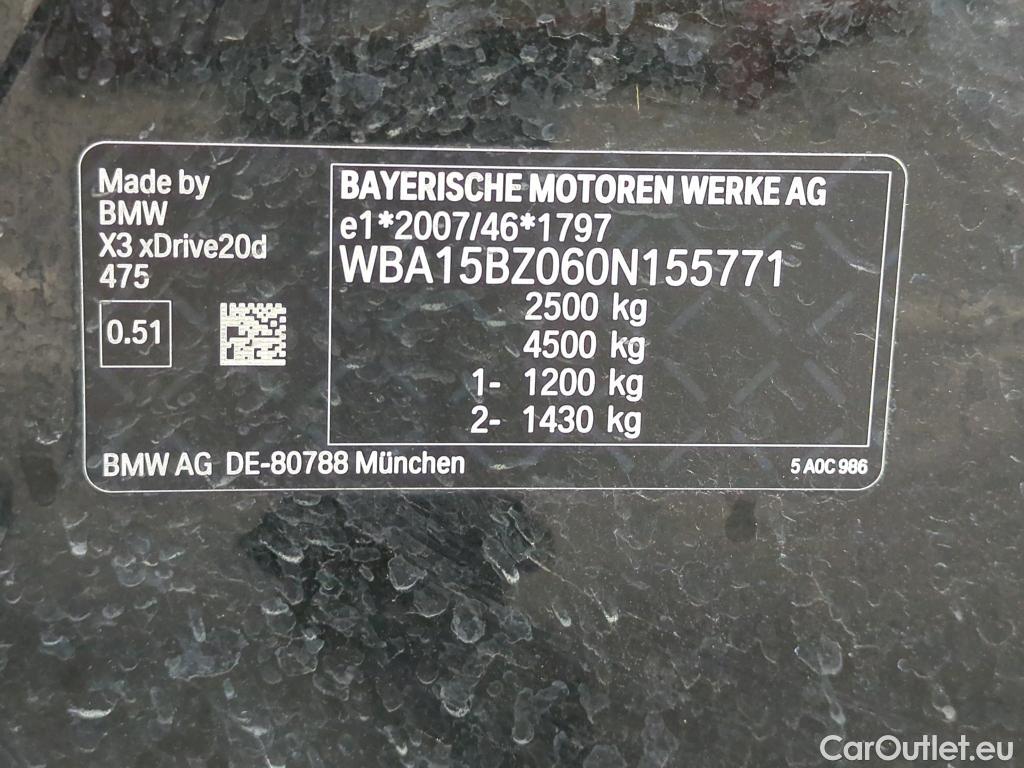 Made by
BMW
X3 xDrive20d
475
0.51
BAYERISCHE MOTOREN WERKE AG
e1*2007/46*1797
WBA15BZ060N155771
2500 kg
4500 kg
1- 1200 kg
2- 1430 kg
BMW AG DE-80788 München
5 A0C 986
CarOutlet.eu